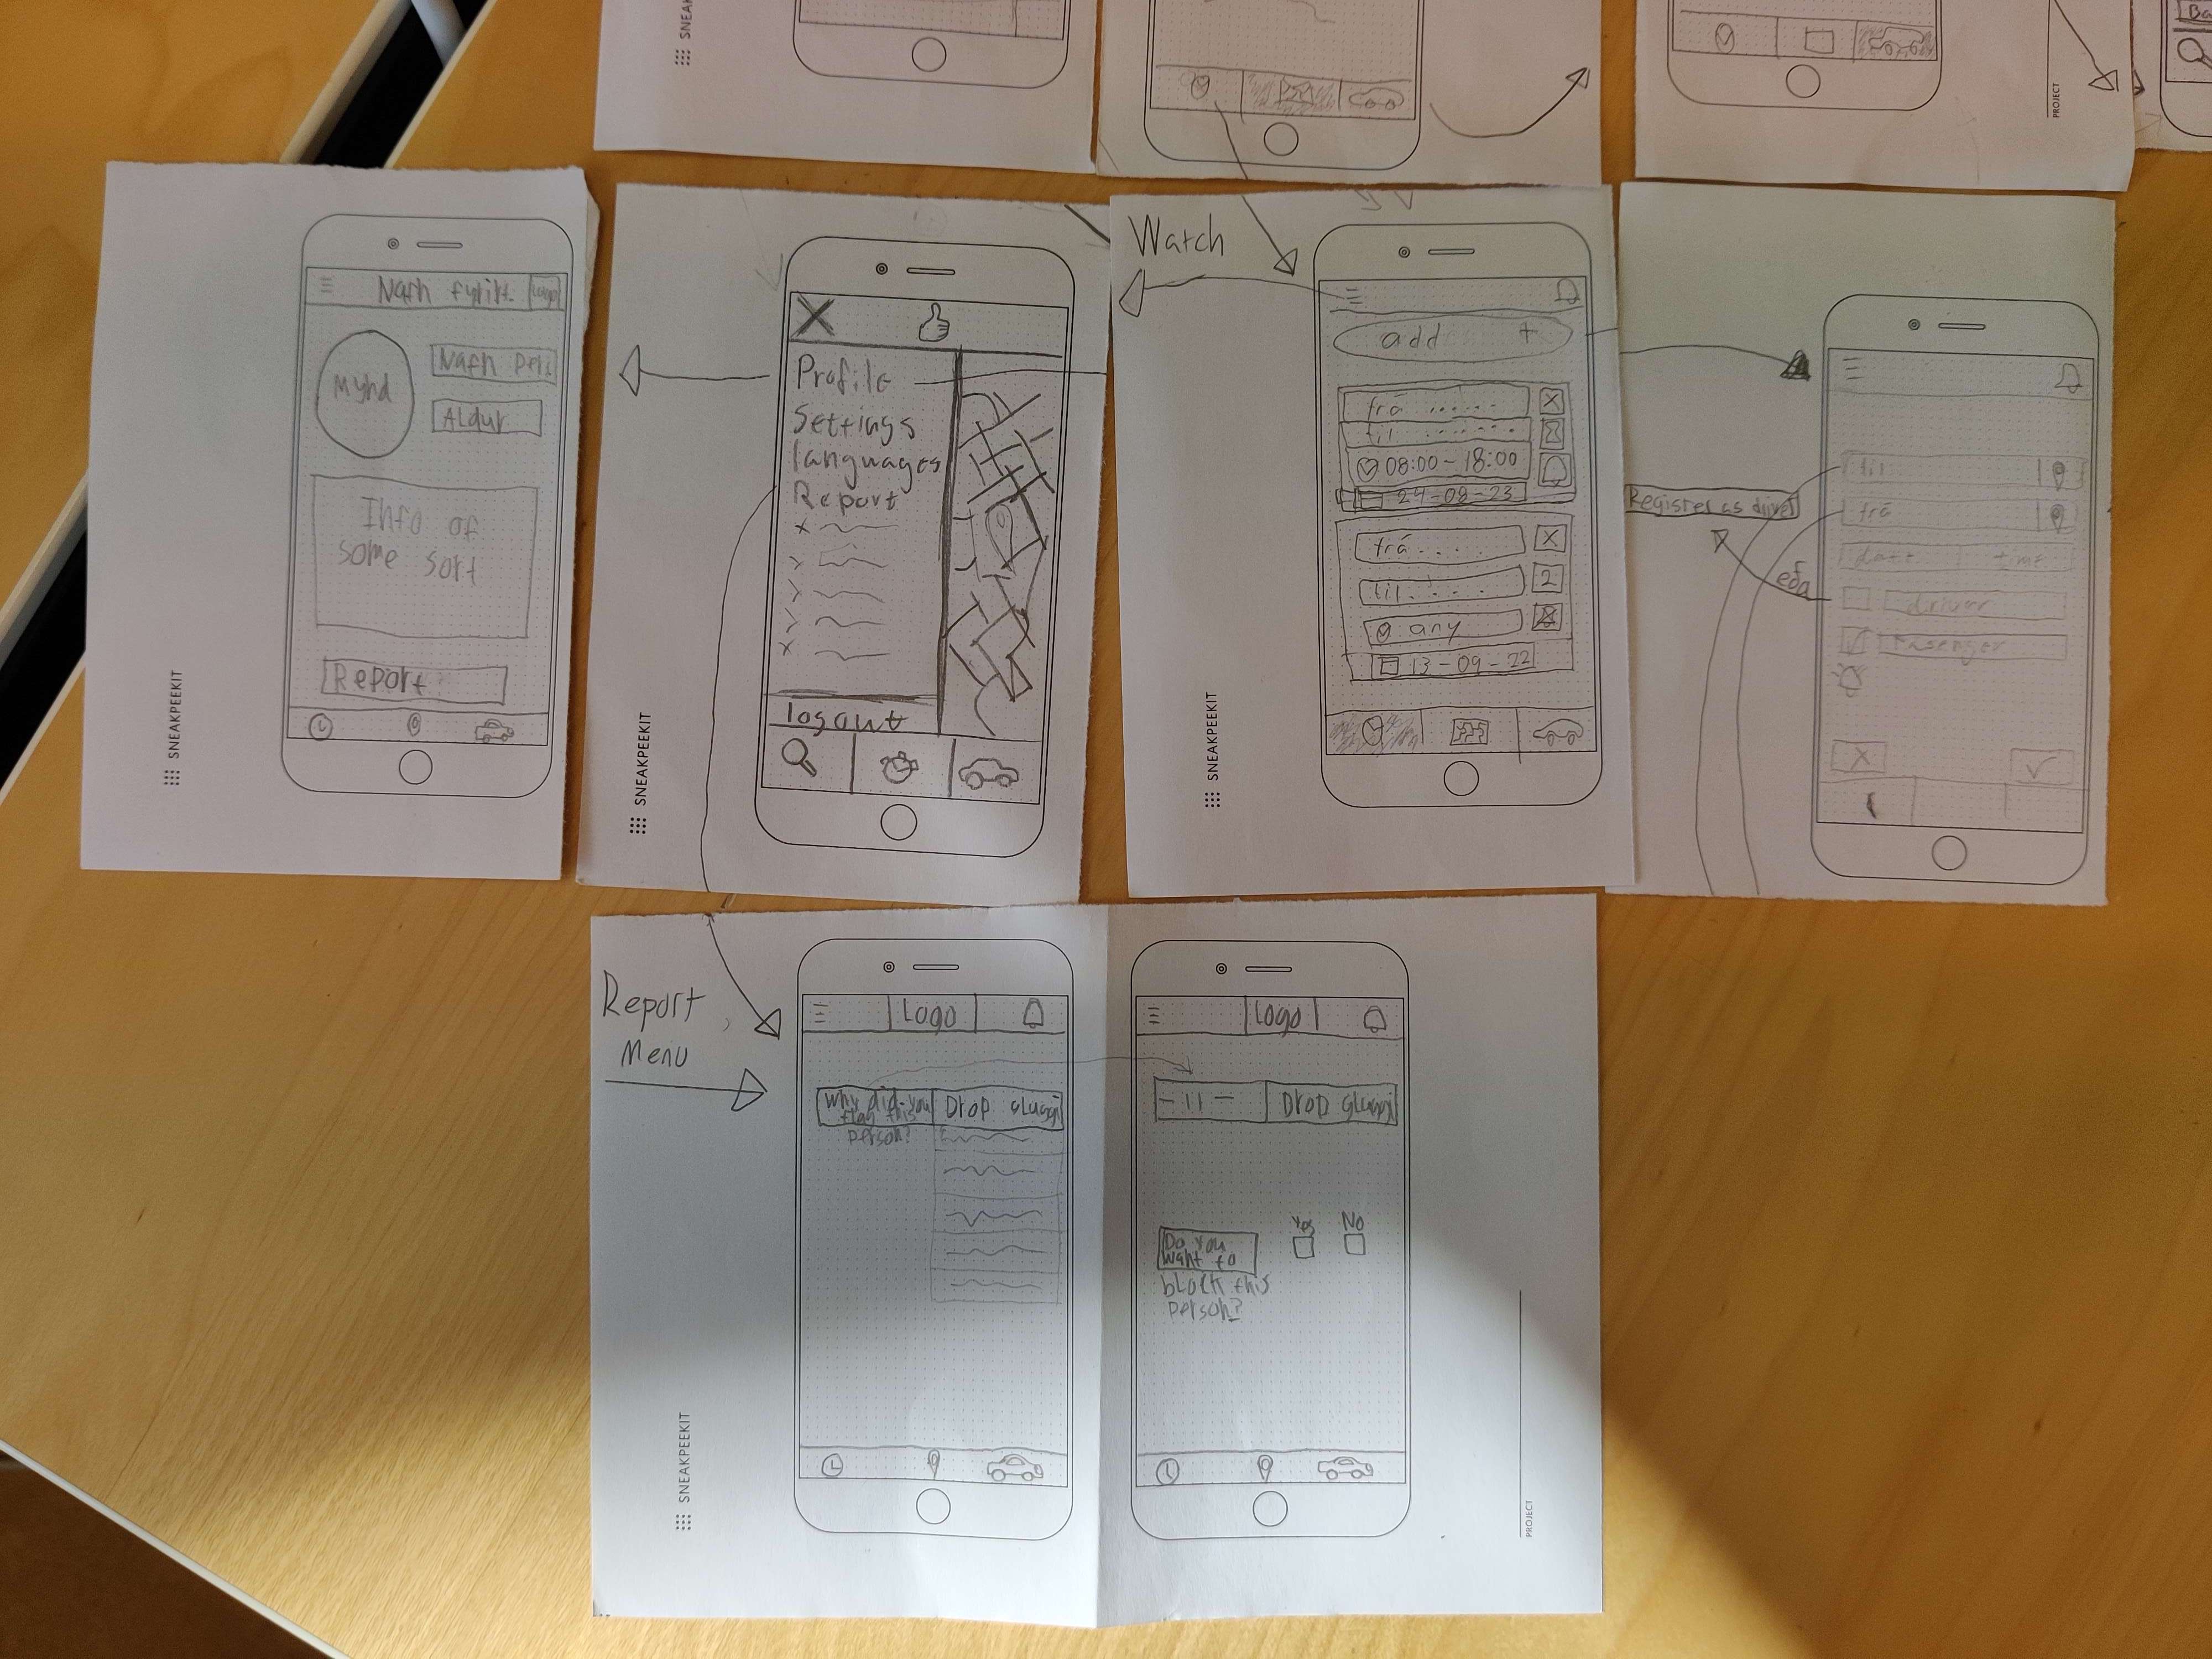 SNEAK
PROJECT
Ba
Nafn fyrirt.
Logo
Mynd
Aldur
Info of
some sort
Report
SNEAKPEEKIT
Profile
Settings
languages
Report
logout
SNEAKPEEKIT
Watch
add +
frá ......
til ......
08:00 - 18:00
24-08-23
frá....
til.....
2
any
13-09-22
SNEAKPEEKIT
til
frá
date time
driver
Pasenger
Register as driver
eða
Report
Menu
Logo
Why did you
flag this
person?
Drop gluggi
SNEAKPEEKIT
Logo
- 11 -
Drop gluggi
Do you
want to
block this
person?
Yes
No
PROJECT